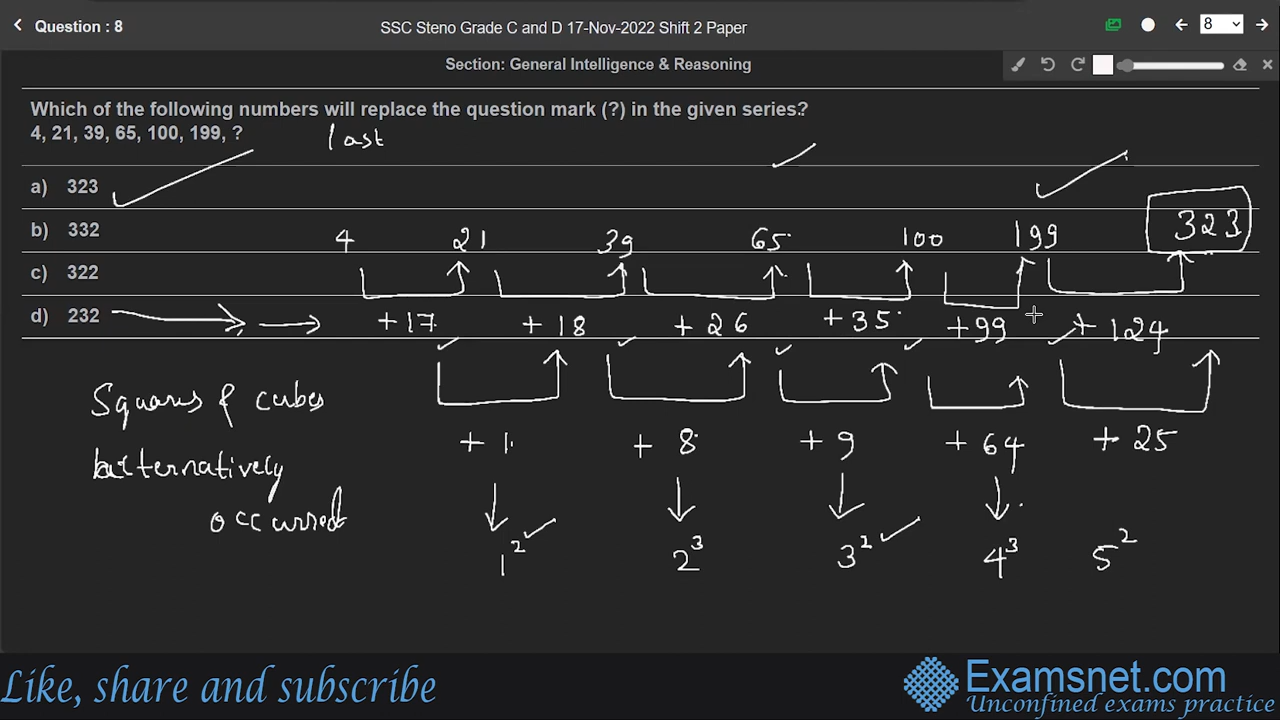 Question : 8
SSC Steno Grade C and D 17-Nov-2022 Shift 2 Paper
8
Section: General Intelligence & Reasoning
Which of the following numbers will replace the question mark (?) in the given series?
4, 21, 39, 65, 100, 199, ?
last
a) 323
b) 332
c) 322
d) 232
4 21 39 65 100 199 323
+17 +18 +26 +35 +99 +124
Squares & cubes
+1 +8 +9 +64 +25
occurred
1² 2³ 3² 4³ 5²
Like, share and subscribe
Examsnet.com
Unconfined exams practice